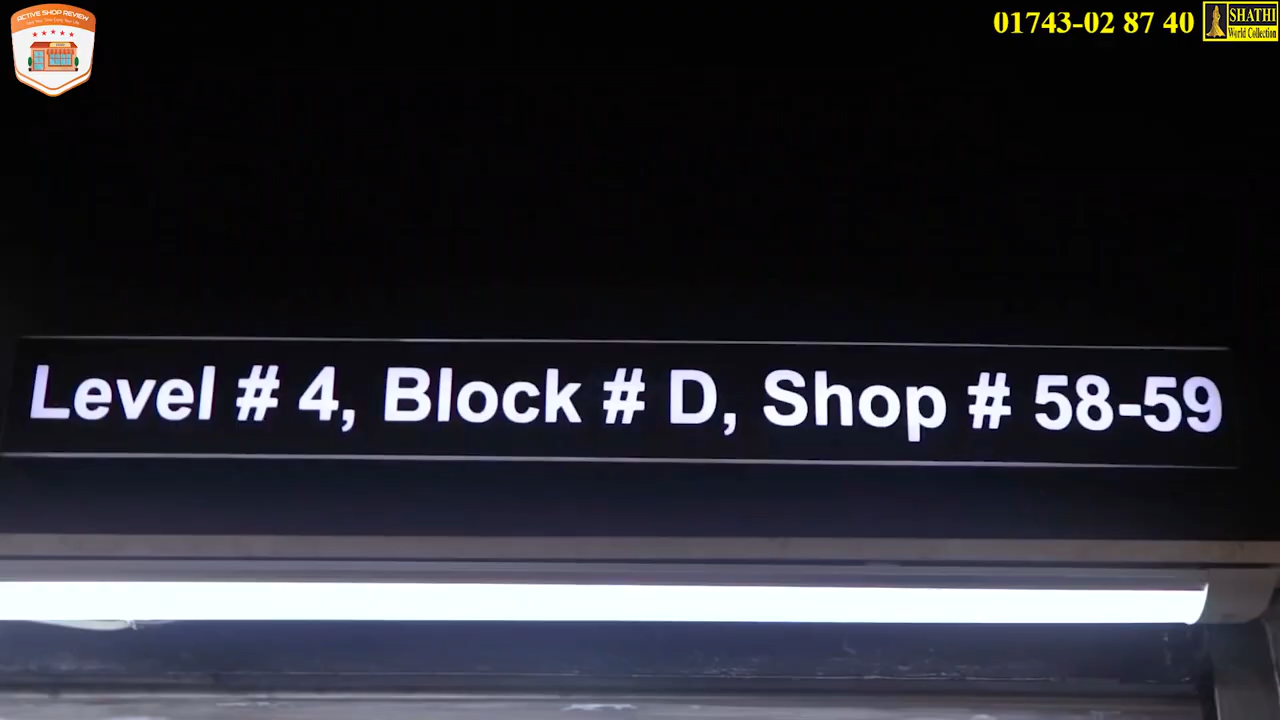 ACTIVE SHOP REVIEW
01743-02 87 40
SHATHI
World Collection
Level # 4, Block # D, Shop # 58-59